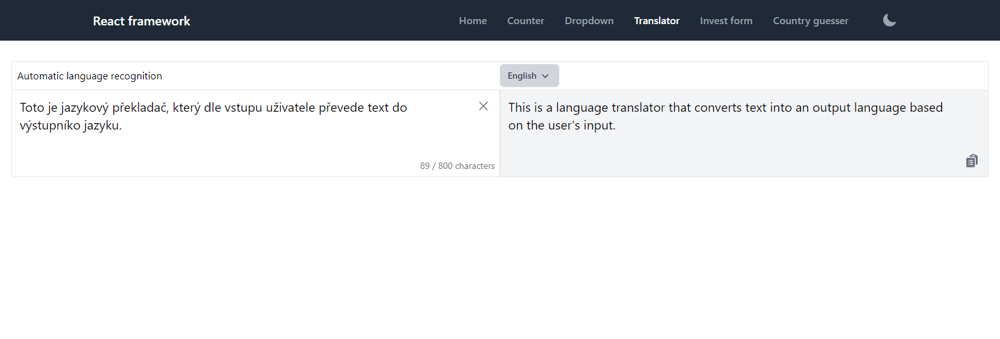 React framework
Home Counter Dropdown Translator Invest form Country guesser
Automatic language recognition
English
Toto je jazykový překladač, který dle vstupu uživatele převede text do
výstupníko jazyku.
89 / 800 characters
This is a language translator that converts text into an output language based
on the user's input.